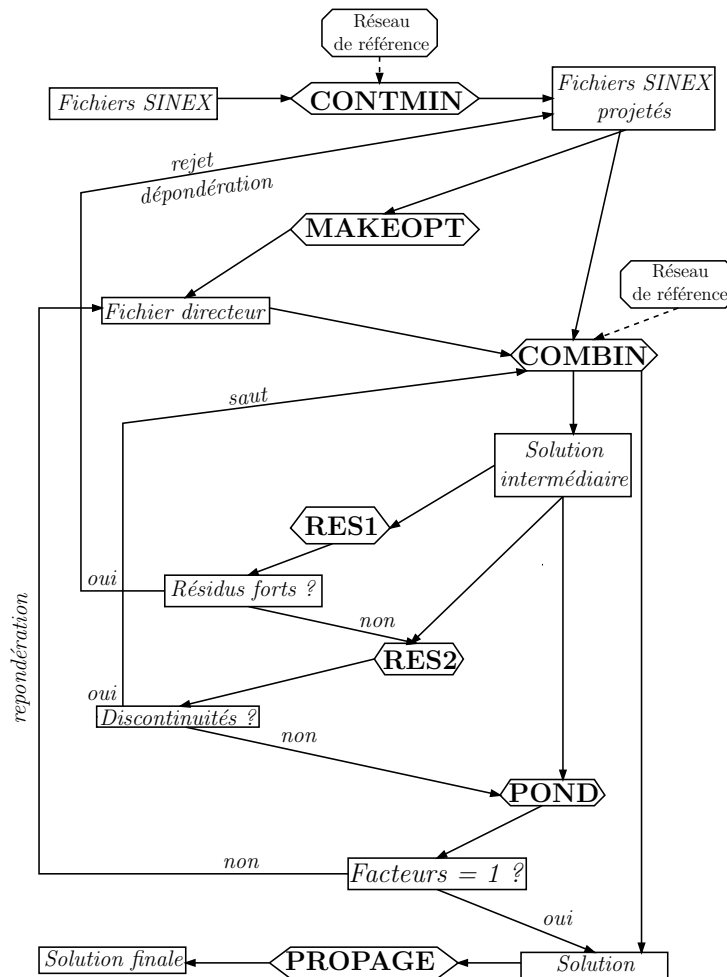 Réseau
de référence
Fichiers SINEX
CONTMIN
Fichiers SINEX
projetés
rejet
dépondération
MAKEOPT
Réseau
de référence
Fichier directeur
COMBIN
saut
Solution
intermédiaire
RES1
oui
Résidus forts ?
non
RES2
repondération
oui
Discontinuités ?
non
POND
non
Facteurs = 1 ?
oui
Solution finale
PROPAGE
Solution